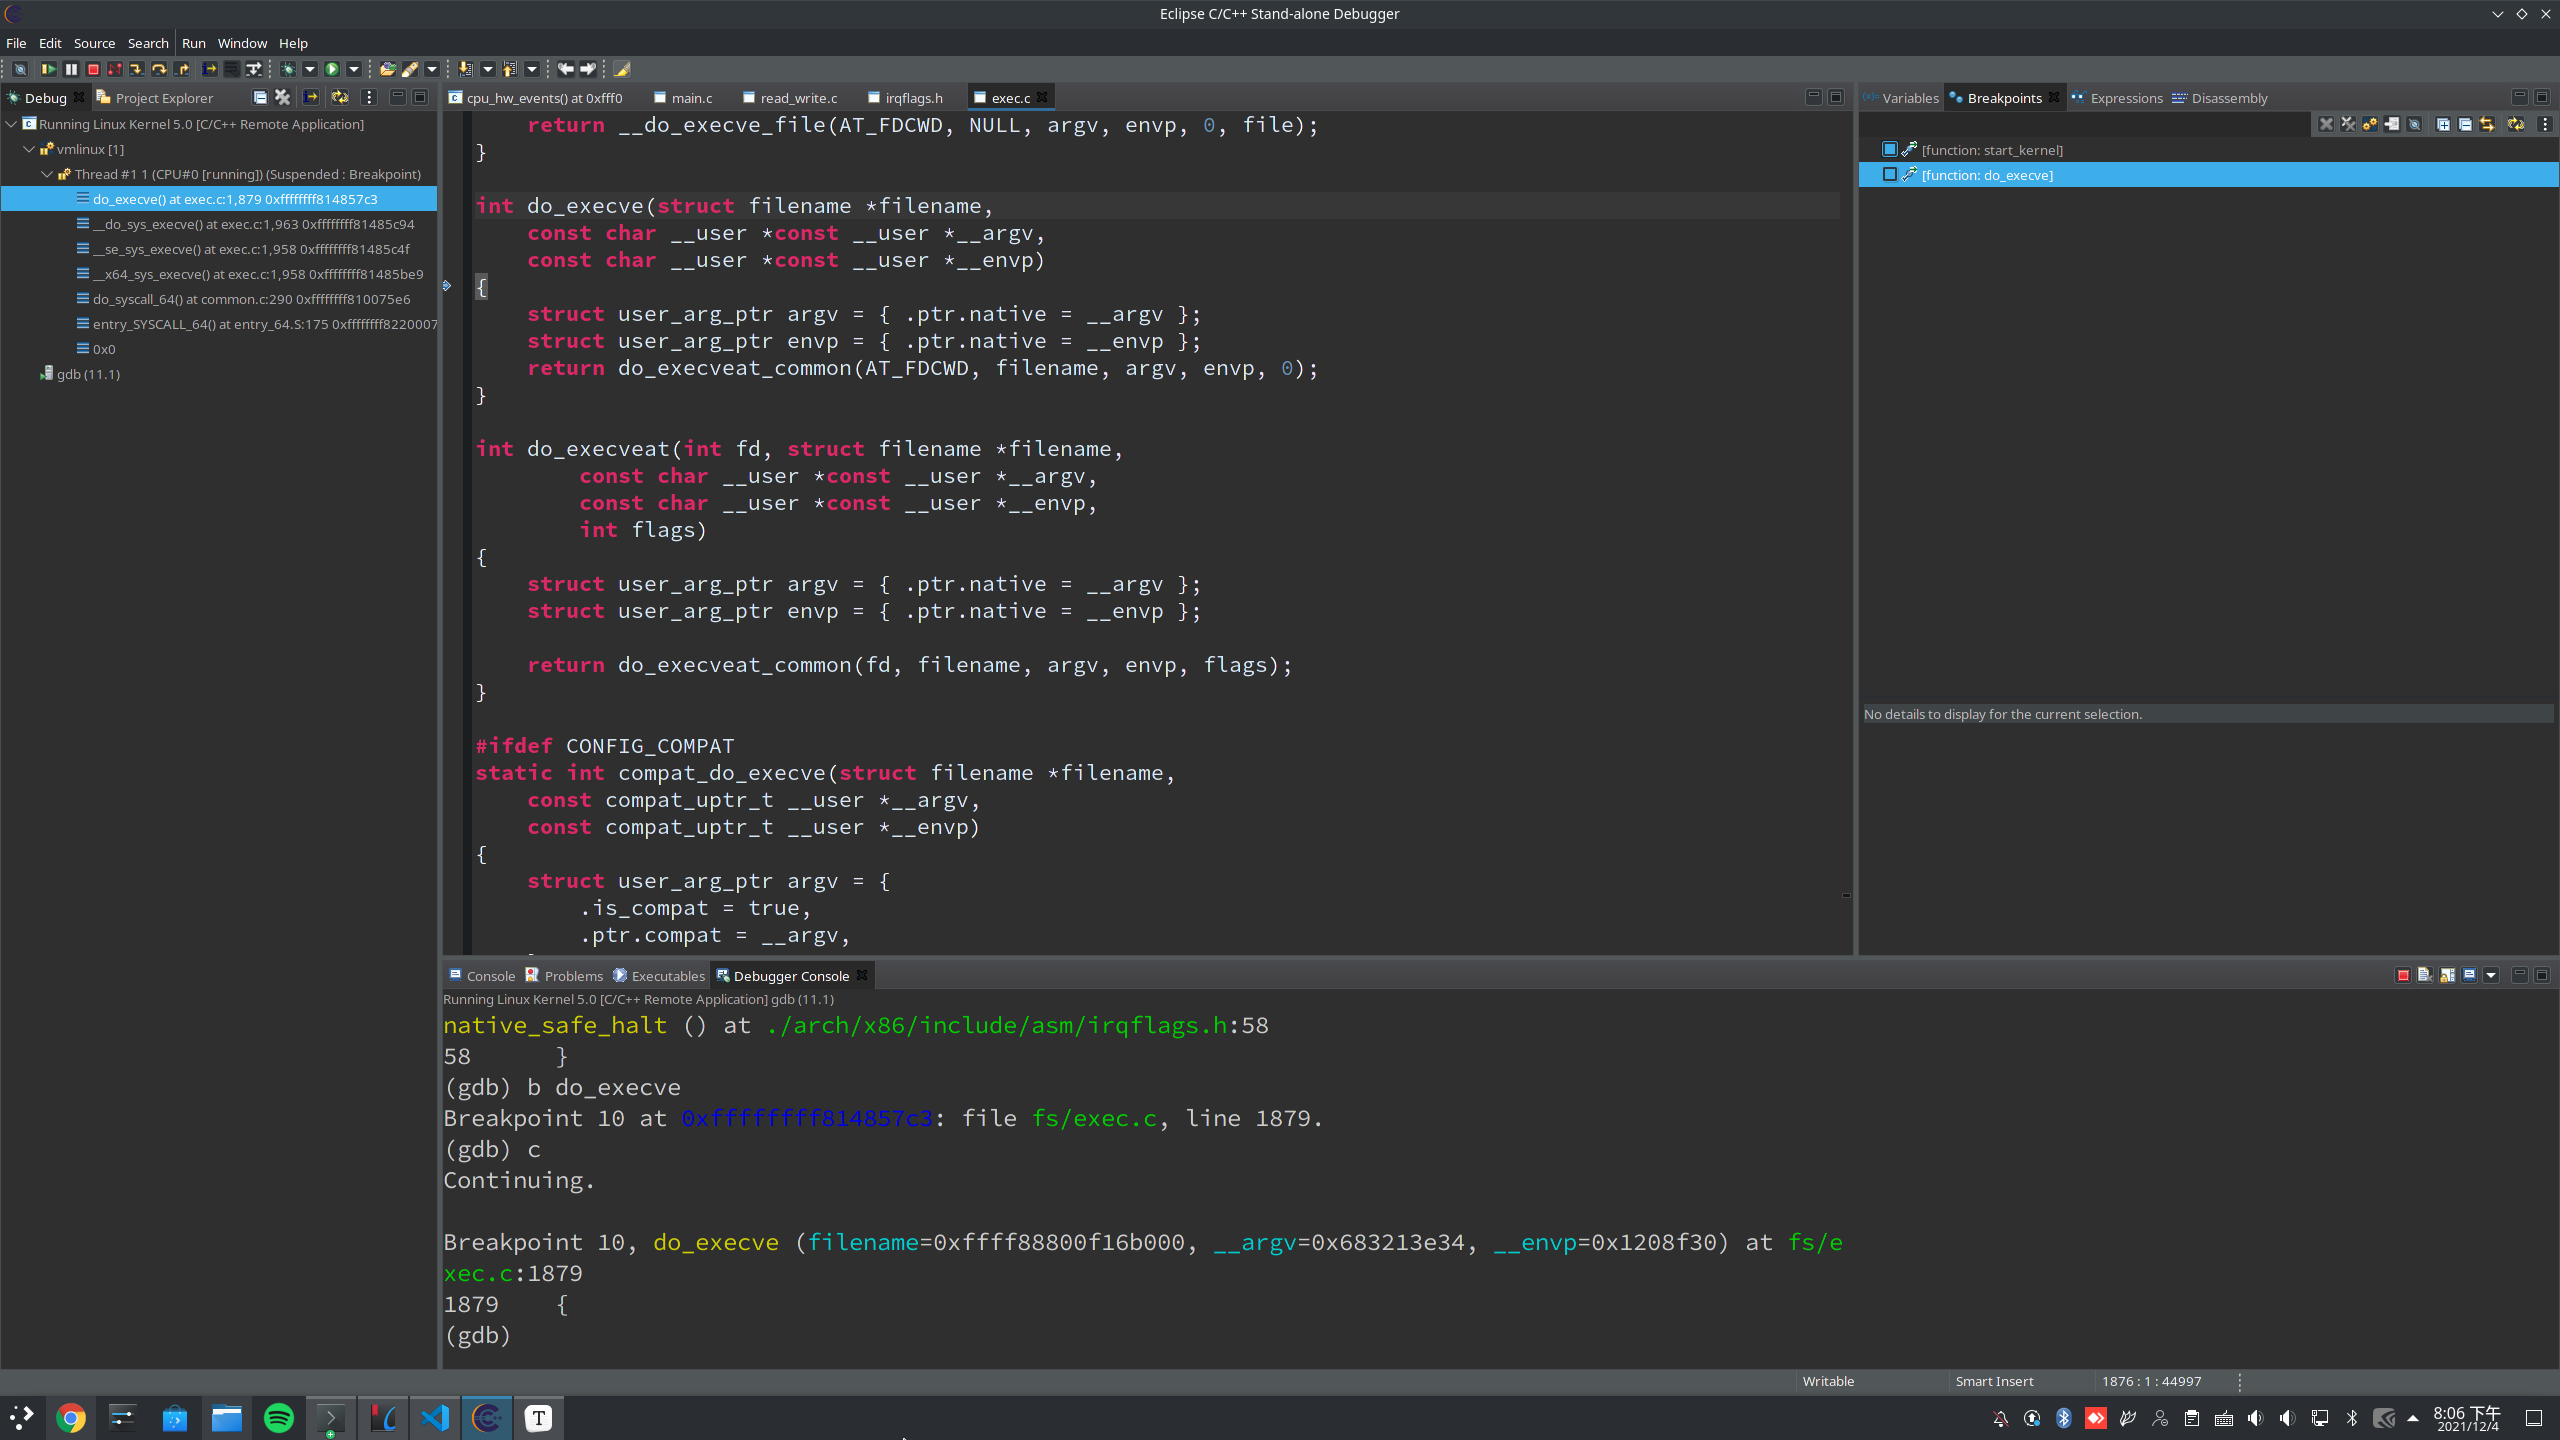 Eclipse C/C++ Stand-alone Debugger
File Edit Source Search Run Window Help
Debug Project Explorer
Running Linux Kernel 5.0 [C/C++ Remote Application]
vmlinux [1]
Thread #1 1 (CPU#0 [running]) (Suspended : Breakpoint)
do_execve() at exec.c:1,879 0xffffffff814857c3
__do_sys_execve() at exec.c:1,963 0xffffffff81485c94
__se_sys_execve() at exec.c:1,958 0xffffffff81485c4f
__x64_sys_execve() at exec.c:1,958 0xffffffff81485be9
do_syscall_64() at common.c:290 0xffffffff810075e6
entry_SYSCALL_64() at entry_64.S:175 0xffffffff8220007
0x0
gdb (11.1)
cpu_hw_events() at 0xfff0 main.c read_write.c irqflags.h exec.c
return __do_execve_file(AT_FDCWD, NULL, argv, envp, 0, file);
}
int do_execve(struct filename *filename,
const char __user *const __user *__argv,
const char __user *const __user *__envp)
{
struct user_arg_ptr argv = { .ptr.native = __argv };
struct user_arg_ptr envp = { .ptr.native = __envp };
return do_execveat_common(AT_FDCWD, filename, argv, envp, 0);
}
int do_execveat(int fd, struct filename *filename,
const char __user *const __user *__argv,
const char __user *const __user *__envp,
int flags)
{
struct user_arg_ptr argv = { .ptr.native = __argv };
struct user_arg_ptr envp = { .ptr.native = __envp };
return do_execveat_common(fd, filename, argv, envp, flags);
}
#ifdef CONFIG_COMPAT
static int compat_do_execve(struct filename *filename,
const compat_uptr_t __user *__argv,
const compat_uptr_t __user *__envp)
{
struct user_arg_ptr argv = {
.is_compat = true,
.ptr.compat = __argv,
Variables Breakpoints Expressions Disassembly
[function: start_kernel]
[function: do_execve]
No details to display for the current selection.
Console Problems Executables Debugger Console
Running Linux Kernel 5.0 [C/C++ Remote Application] gdb (11.1)
native_safe_halt () at ./arch/x86/include/asm/irqflags.h:58
58 }
(gdb) b do_execve
Breakpoint 10 at 0xffffffff814857c3: file fs/exec.c, line 1879.
(gdb) c
Continuing.
Breakpoint 10, do_execve (filename=0xffff88800f16b000, __argv=0x683213e34, __envp=0x1208f30) at fs/e
xec.c:1879
1879 {
(gdb)
Writable Smart Insert 1876 : 1 : 44997
8:06 下午
2021/12/4